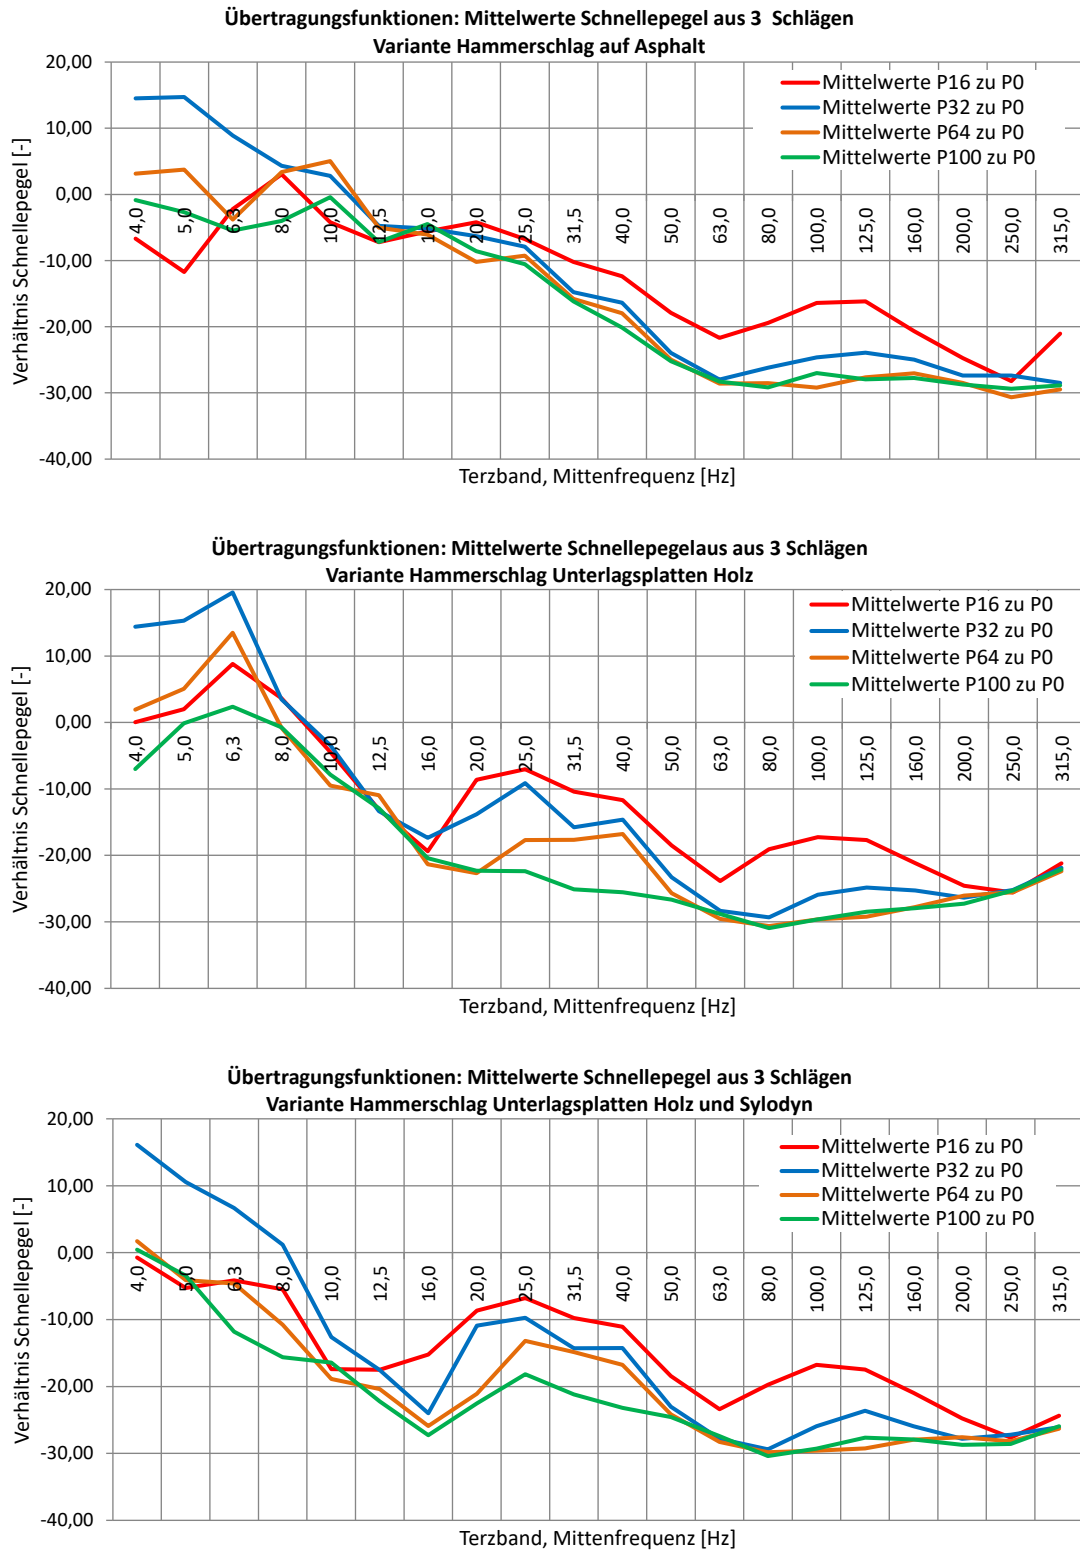 Übertragungsfunktionen: Mittelwerte Schnellepegel aus 3 Schlägen
Variante Hammerschlag auf Asphalt
Verhältnis Schnellepegel [-]
20,00
10,00
0,00
-10,00
-20,00
-30,00
-40,00
Mittelwerte P16 zu P0
Mittelwerte P32 zu P0
Mittelwerte P64 zu P0
Mittelwerte P100 zu P0
4,0 5,0 6,3 8,0 10,0 12,5 16,0 20,0 25,0 31,5 40,0 50,0 63,0 80,0 100,0 125,0 160,0 200,0 250,0 315,0
Terzband, Mittenfrequenz [Hz]
Übertragungsfunktionen: Mittelwerte Schnellepegelaus aus 3 Schlägen
Variante Hammerschlag Unterlagsplatten Holz
Verhältnis Schnellepegel [-]
20,00
10,00
0,00
-10,00
-20,00
-30,00
-40,00
Mittelwerte P16 zu P0
Mittelwerte P32 zu P0
Mittelwerte P64 zu P0
Mittelwerte P100 zu P0
4,0 5,0 6,3 8,0 10,0 12,5 16,0 20,0 25,0 31,5 40,0 50,0 63,0 80,0 100,0 125,0 160,0 200,0 250,0 315,0
Terzband, Mittenfrequenz [Hz]
Übertragungsfunktionen: Mittelwerte Schnellepegel aus 3 Schlägen
Variante Hammerschlag Unterlagsplatten Holz und Sylodyn
Verhältnis Schnellepegel [-]
20,00
10,00
0,00
-10,00
-20,00
-30,00
-40,00
Mittelwerte P16 zu P0
Mittelwerte P32 zu P0
Mittelwerte P64 zu P0
Mittelwerte P100 zu P0
4,0 5,0 6,3 8,0 10,0 12,5 16,0 20,0 25,0 31,5 40,0 50,0 63,0 80,0 100,0 125,0 160,0 200,0 250,0 315,0
Terzband, Mittenfrequenz [Hz]